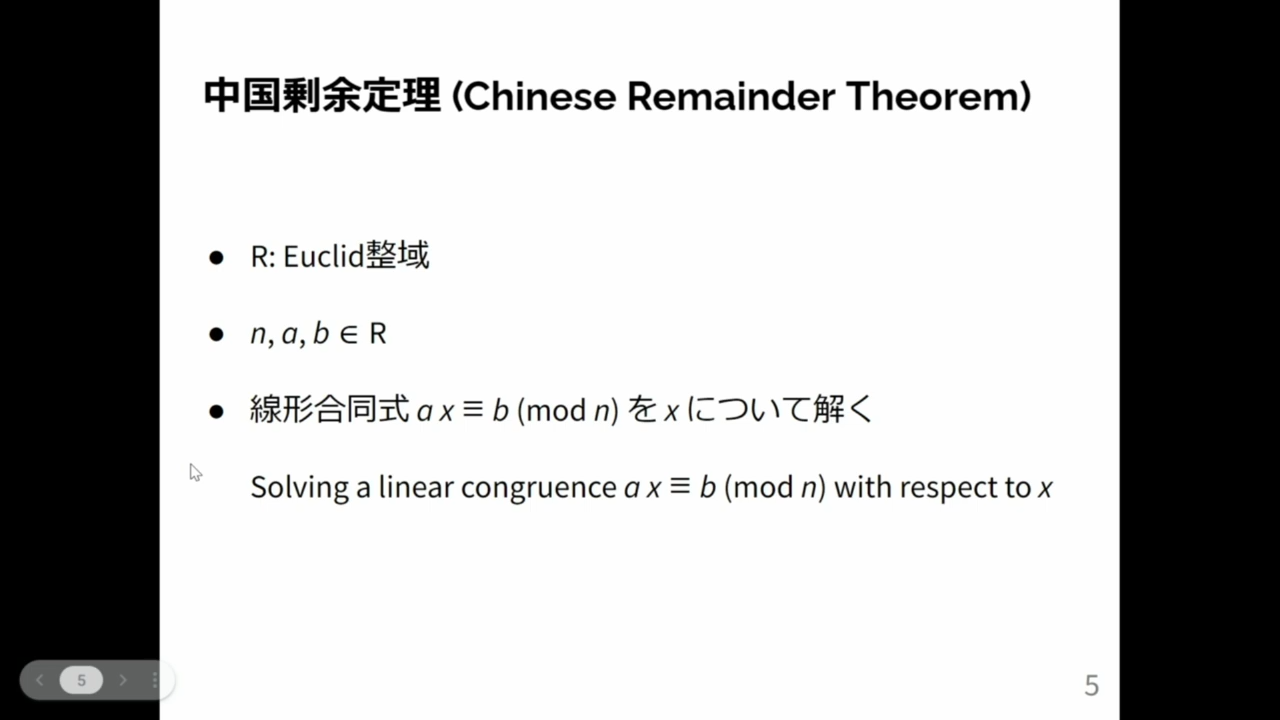 中国剰余定理 (Chinese Remainder Theorem)
● R: Euclid整域
● n, a, b ∈ R
● 線形合同式 a x ≡ b (mod n) を x について解く
Solving a linear congruence a x ≡ b (mod n) with respect to x
5
5